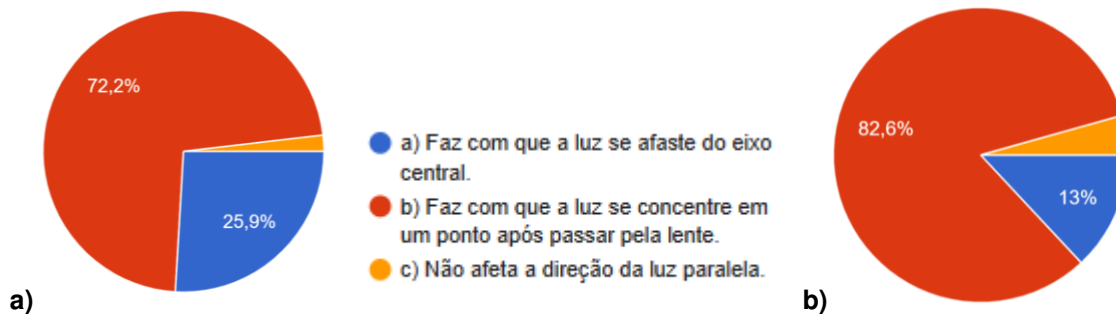 72,2%
25,9%
a)
a) Faz com que a luz se afaste do eixo
central.
b) Faz com que a luz se concentre em
um ponto após passar pela lente.
c) Não afeta a direção da luz paralela.
82,6%
13%
b)